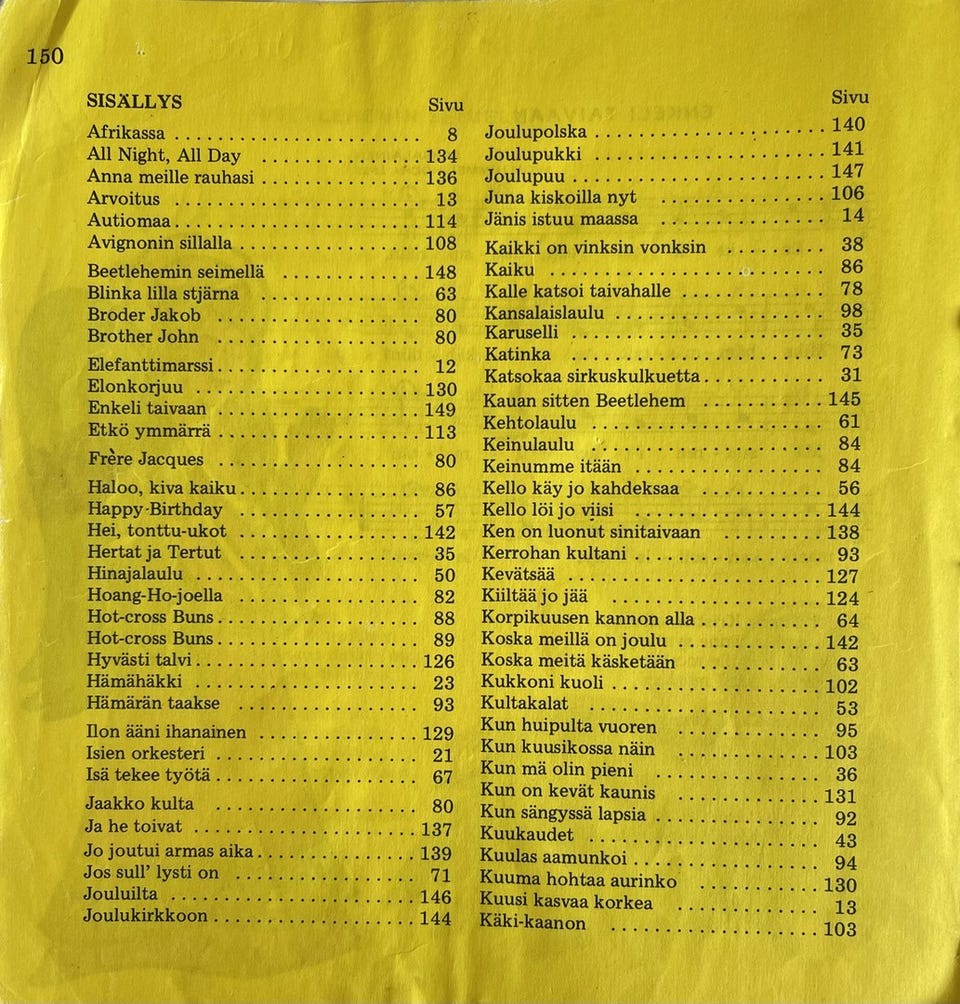 150
SISÄLLYS Sivu
Afrikassa . . . . . . . . . . . . . . . . . . . . . . 8
All Night, All Day . . . . . . . . . . . . . . . 134
Anna meille rauhasi . . . . . . . . . . . . . . . 136
Arvoitus . . . . . . . . . . . . . . . . . . . . . . 13
Autiomaa . . . . . . . . . . . . . . . . . . . . . . 114
Avignonin sillalla . . . . . . . . . . . . . . . . . 108
Beetlehemin seimellä . . . . . . . . . . . . . 148
Blinka lilla stjärna . . . . . . . . . . . . . . . 63
Broder Jakob . . . . . . . . . . . . . . . . . . . 80
Brother John . . . . . . . . . . . . . . . . . . . 80
Elefanttimarssi . . . . . . . . . . . . . . . . . . . 12
Elonkorjuu . . . . . . . . . . . . . . . . . . . . . 130
Enkeli taivaan . . . . . . . . . . . . . . . . . . . 149
Etkö ymmärrä . . . . . . . . . . . . . . . . . . . 113
Frère Jacques . . . . . . . . . . . . . . . . . . . 80
Haloo, kiva kaiku . . . . . . . . . . . . . . . . . 86
Happy-Birthday . . . . . . . . . . . . . . . . . 57
Hei, tonttu-ukot . . . . . . . . . . . . . . . . . 142
Hertat ja Tertut . . . . . . . . . . . . . . . . . 35
Hinajalaulu . . . . . . . . . . . . . . . . . . . . . 50
Hoang-Ho-joella . . . . . . . . . . . . . . . . . 82
Hot-cross Buns . . . . . . . . . . . . . . . . . . . 88
Hot-cross Buns . . . . . . . . . . . . . . . . . . . 89
Hyvästi talvi . . . . . . . . . . . . . . . . . . . . . 126
Hämähäkki . . . . . . . . . . . . . . . . . . . . . 23
Hämärän taakse . . . . . . . . . . . . . . . . . 93
Ilon ääni ihanainen . . . . . . . . . . . . . . . 129
Isien orkesteri . . . . . . . . . . . . . . . . . . . 21
Isä tekee työtä . . . . . . . . . . . . . . . . . . . 67
Jaakko kulta . . . . . . . . . . . . . . . . . . . 80
Ja he toivat . . . . . . . . . . . . . . . . . . . . . 137
Jo joutui armas aika . . . . . . . . . . . . . . . 139
Jos sull' lysti on . . . . . . . . . . . . . . . . . 71
Jouluilta . . . . . . . . . . . . . . . . . . . . . . . 146
Joulukirkkoon . . . . . . . . . . . . . . . . . . . 144
Sivu
Joulupolska . . . . . . . . . . . . . . . . . . . . . . 140
Joulupukki . . . . . . . . . . . . . . . . . . . . . . 141
Joulupuu . . . . . . . . . . . . . . . . . . . . . . . . 147
Juna kiskoilla nyt . . . . . . . . . . . . . . . 106
Jänis istuu maassa . . . . . . . . . . . . . . . 14
Kaikki on vinksin vonksin . . . . . . . . . 38
Kaiku . . . . . . . . . . . . . . . . . . . . . . . . . 86
Kalle katsoi taivahalle . . . . . . . . . . . . . 78
Kansalaislaulu . . . . . . . . . . . . . . . . . . . 98
Karuselli . . . . . . . . . . . . . . . . . . . . . . . 35
Katinka . . . . . . . . . . . . . . . . . . . . . . . 73
Katsokaa sirkuskulkuetta . . . . . . . . . . . 31
Kauan sitten Beetlehem . . . . . . . . . . . 145
Kehtolaulu . . . . . . . . . . . . . . . . . . . . . 61
Keinulaulu . . . . . . . . . . . . . . . . . . . . . 84
Keinumme itään . . . . . . . . . . . . . . . . . 84
Kello käy jo kahdeksaa . . . . . . . . . . . 56
Kello löi jo viisi . . . . . . . . . . . . . . . . . 144
Ken on luonut sinitaivaan . . . . . . . . . 138
Kerrohan kultani . . . . . . . . . . . . . . . . . 93
Kevätsää . . . . . . . . . . . . . . . . . . . . . . . 127
Kiiltää jo jää . . . . . . . . . . . . . . . . . . . 124
Korpikuusen kannon alla . . . . . . . . . . . 64
Koska meillä on joulu . . . . . . . . . . . . . 142
Koska meitä käsketään . . . . . . . . . . . 63
Kukkoni kuoli . . . . . . . . . . . . . . . . . . . 102
Kultakalat . . . . . . . . . . . . . . . . . . . . . 53
Kun huipulta vuoren . . . . . . . . . . . . . 95
Kun kuusikossa näin . . . . . . . . . . . . . 103
Kun mä olin pieni . . . . . . . . . . . . . . . 36
Kun on kevät kaunis . . . . . . . . . . . . . 131
Kun sängyssä lapsia . . . . . . . . . . . . . . . 92
Kuukaudet . . . . . . . . . . . . . . . . . . . . . 43
Kuulas aamunkoi . . . . . . . . . . . . . . . . . 94
Kuuma hohtaa aurinko . . . . . . . . . . . 130
Kuusi kasvaa korkea . . . . . . . . . . . . . 13
Käki-kaanon . . . . . . . . . . . . . . . . . . . 103